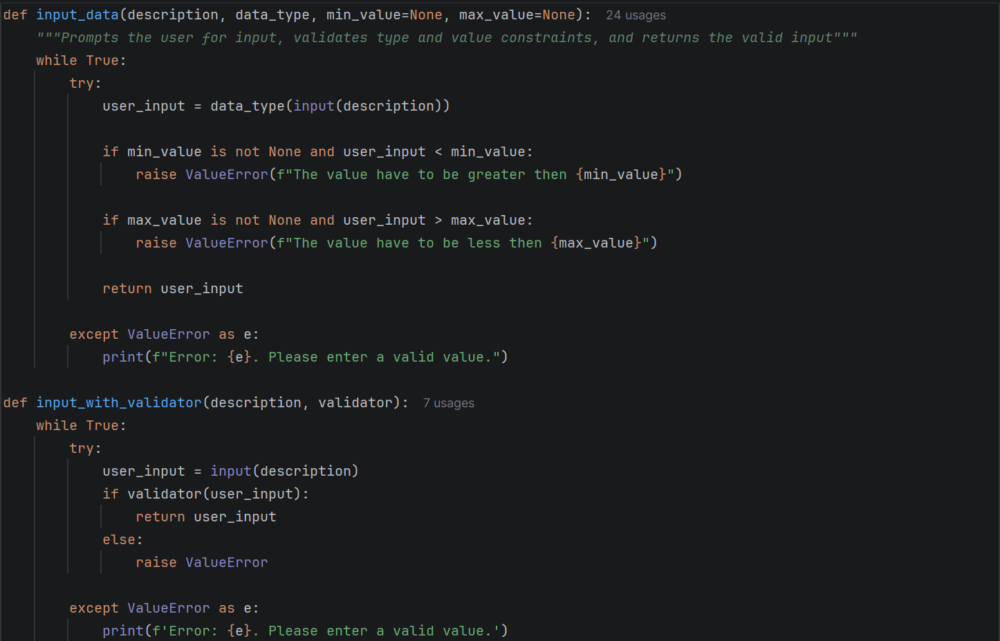 def input_data(description, data_type, min_value=None, max_value=None): 24 usages
    """Prompts the user for input, validates type and value constraints, and returns the valid input"""
    while True:
        try:
            user_input = data_type(input(description))
            if min_value is not None and user_input < min_value:
                raise ValueError(f"The value have to be greater then {min_value}")
            if max_value is not None and user_input > max_value:
                raise ValueError(f"The value have to be less then {max_value}")
            return user_input
        except ValueError as e:
            print(f"Error: {e}. Please enter a valid value.")
def input_with_validator(description, validator): 7 usages
    while True:
        try:
            user_input = input(description)
            if validator(user_input):
                return user_input
            else:
                raise ValueError
        except ValueError as e:
            print(f'Error: {e}. Please enter a valid value.')